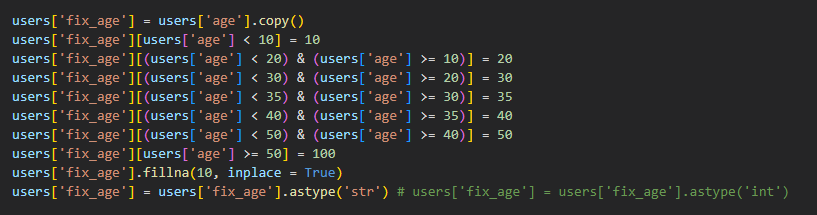 users['fix_age'] = users['age'].copy()
users['fix_age'][users['age'] < 10] = 10
users['fix_age'][(users['age'] < 20) & (users['age'] >= 10)] = 20
users['fix_age'][(users['age'] < 30) & (users['age'] >= 20)] = 30
users['fix_age'][(users['age'] < 35) & (users['age'] >= 30)] = 35
users['fix_age'][(users['age'] < 40) & (users['age'] >= 35)] = 40
users['fix_age'][(users['age'] < 50) & (users['age'] >= 40)] = 50
users['fix_age'][users['age'] >= 50] = 100
users['fix_age'].fillna(10, inplace = True)
users['fix_age'] = users['fix_age'].astype('str') # users['fix_age'] = users['fix_age'].astype('int')